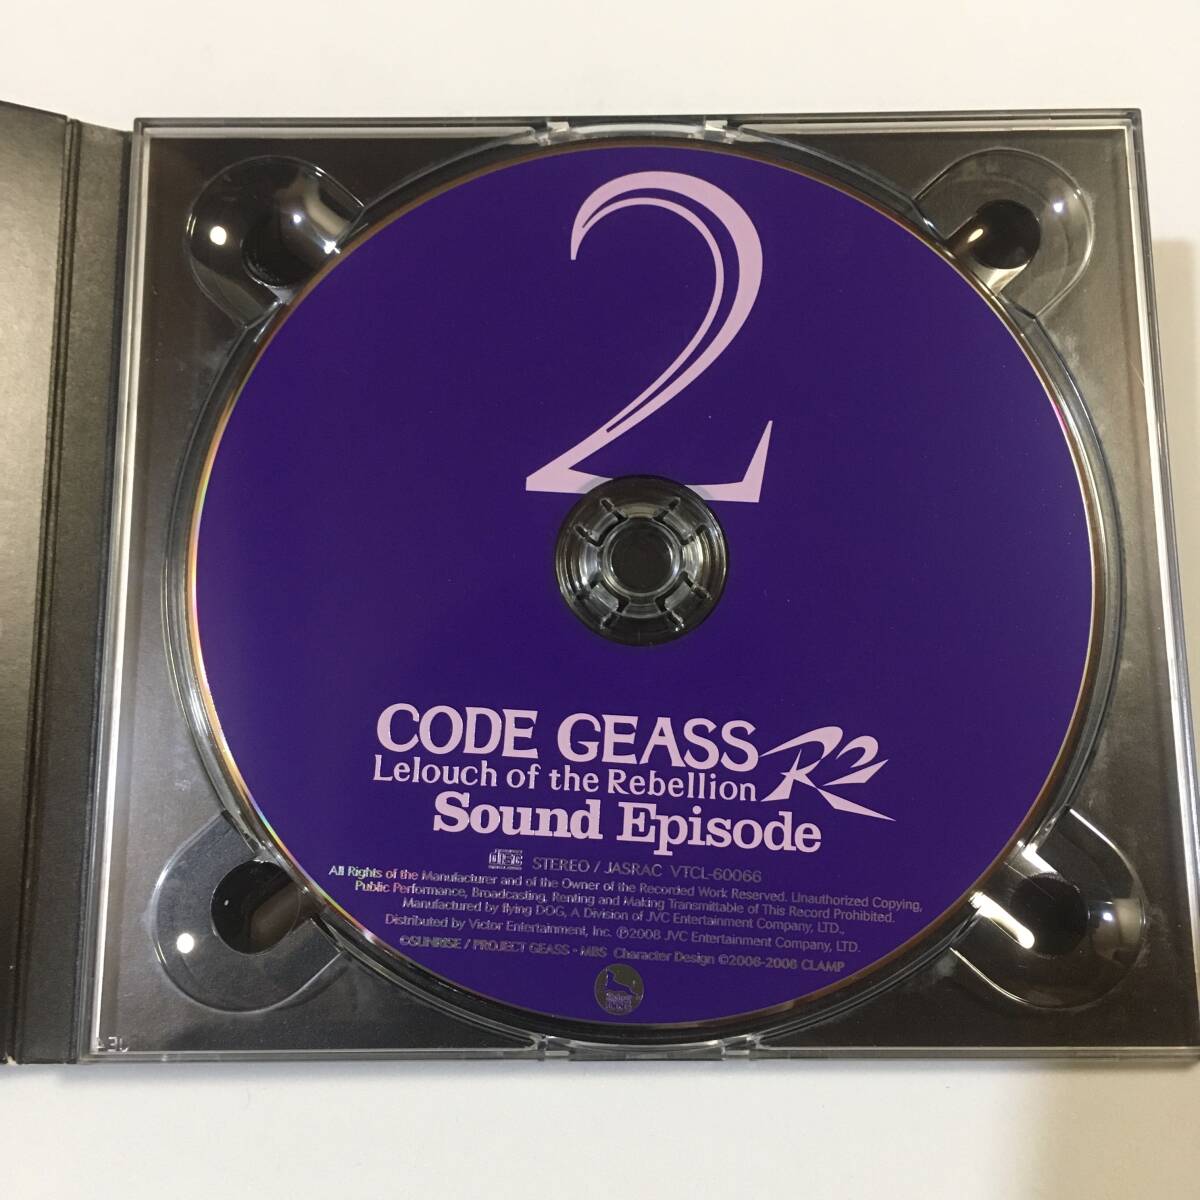 2
CODE GEASS R2
Lelouch of the Rebellion
Sound Episode
STEREO / JASRAC VTCL-60066
All Rights of the Manufacturer and of the Owner of the Recorded Work Reserved. Unauthorized Copying,
Public Performance, Broadcasting, Renting and Making Transmittable of This Record Prohibited.
Manufactured by flying DOG, A Division of JVC Entertainment Company, LTD.,
Distributed by Victor Entertainment, Inc. Ⓟ2008 JVC Entertainment Company, LTD.
©SUNRISE / PROJECT GEASS・MBS Character Design ©2006-2008 CLAMP